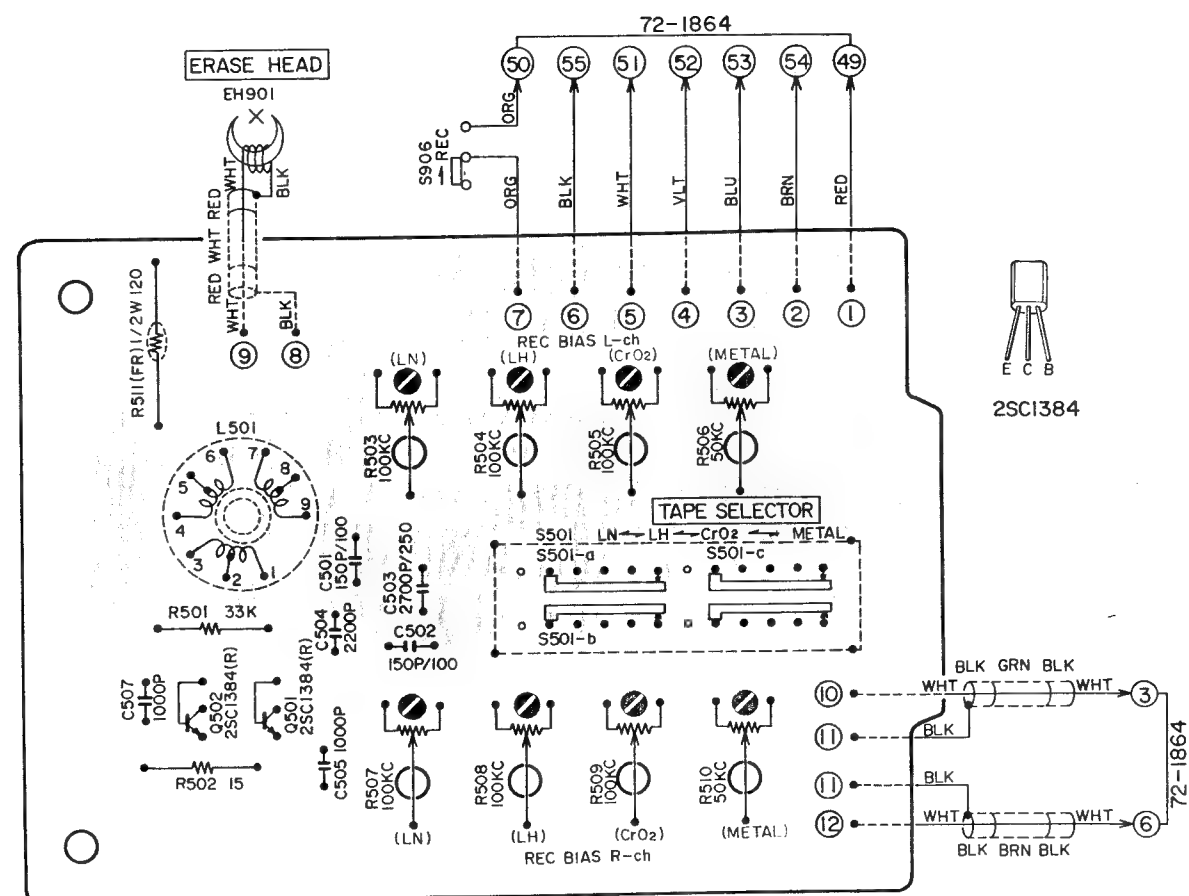 72-1864
ERASE HEAD
EH901
50 55 51 52 53 54 49
ORG
S906
REC
WHT
BLK
RED
WHT
RED
ORG BLK WHT VLT BLU BRN RED
WHT BLK
9 8
R511(FR) 1/2W 120
7 6 5 4 3 2 1
REC BIAS L-ch
(LN) (LH) (CrO2) (METAL)
E C B
2SC1384
R503
100KC
R504
100KC
R505
100KC
R506
50KC
L501
6 7
5 8
4 9
3 2 1
TAPE SELECTOR
S501 LN LH CrO2 METAL
S501-a S501-c
S501-b
C501
150P/100
C503
2700P/250
C504
2200P
C502
150P/100
R501 33K
C507
1000P
Q502
2SC1384(R)
Q501
2SC1384(R)
R502 15
C505 1000P
R507
100KC
R508
100KC
R509
100KC
R510
50KC
(LN) (LH) (CrO2) (METAL)
REC BIAS R-ch
BLK GRN BLK
10 WHT WHT 3
11 BLK
72-1864
11 BLK
12 WHT WHT 6
BLK BRN BLK